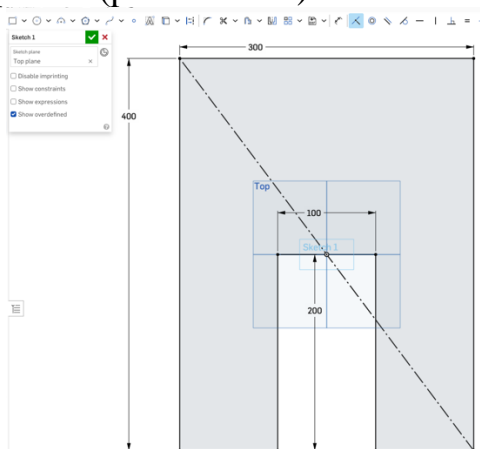 Sketch 1
Sketch plane
Top plane
Disable imprinting
Show constraints
Show expressions
Show overdefined
300
400
Top
100
Sketch 1
200